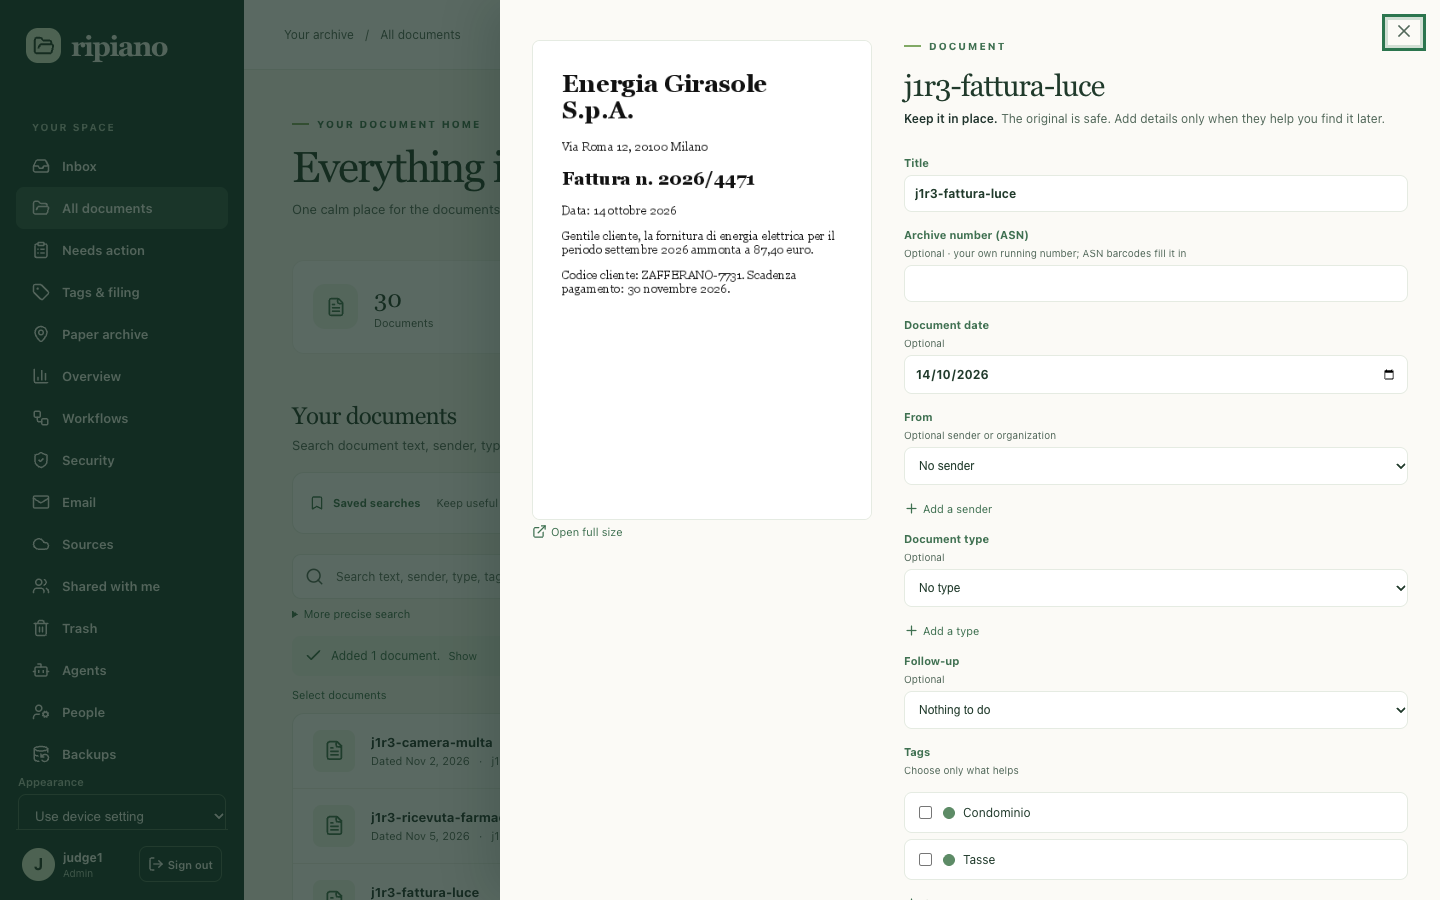 ripiano
YOUR SPACE
Inbox
All documents
Needs action
Tags & filing
Paper archive
Overview
Workflows
Security
Email
Sources
Shared with me
Trash
Agents
People
Backups
Appearance
Use device setting
J
judge1
Admin
Sign out
Your archive / All documents
YOUR DOCUMENT HOME
Everything
One calm place for the documents
30
Documents
Your documents
Search document text, sender, typ
Saved searches Keep useful
Search text, sender, type, tag
More precise search
Added 1 document. Show
Select documents
j1r3-camera-multa
Dated Nov 2, 2026 · j1
j1r3-ricevuta-farma
Dated Nov 5, 2026 · j1
j1r3-fattura-luce
Energia Girasole
S.p.A.
Via Roma 12, 20100 Milano
Fattura n. 2026/4471
Data: 14 ottobre 2026
Gentile cliente, la fornitura di energia elettrica per il
periodo settembre 2026 ammonta a 87,40 euro.
Codice cliente: ZAFFERANO-7731. Scadenza
pagamento: 30 novembre 2026.
Open full size
DOCUMENT
j1r3-fattura-luce
Keep it in place. The original is safe. Add details only when they help you find it later.
Title
j1r3-fattura-luce
Archive number (ASN)
Optional · your own running number; ASN barcodes fill it in
Document date
Optional
14/10/2026
From
Optional sender or organization
No sender
Add a sender
Document type
Optional
No type
Add a type
Follow-up
Optional
Nothing to do
Tags
Choose only what helps
Condominio
Tasse